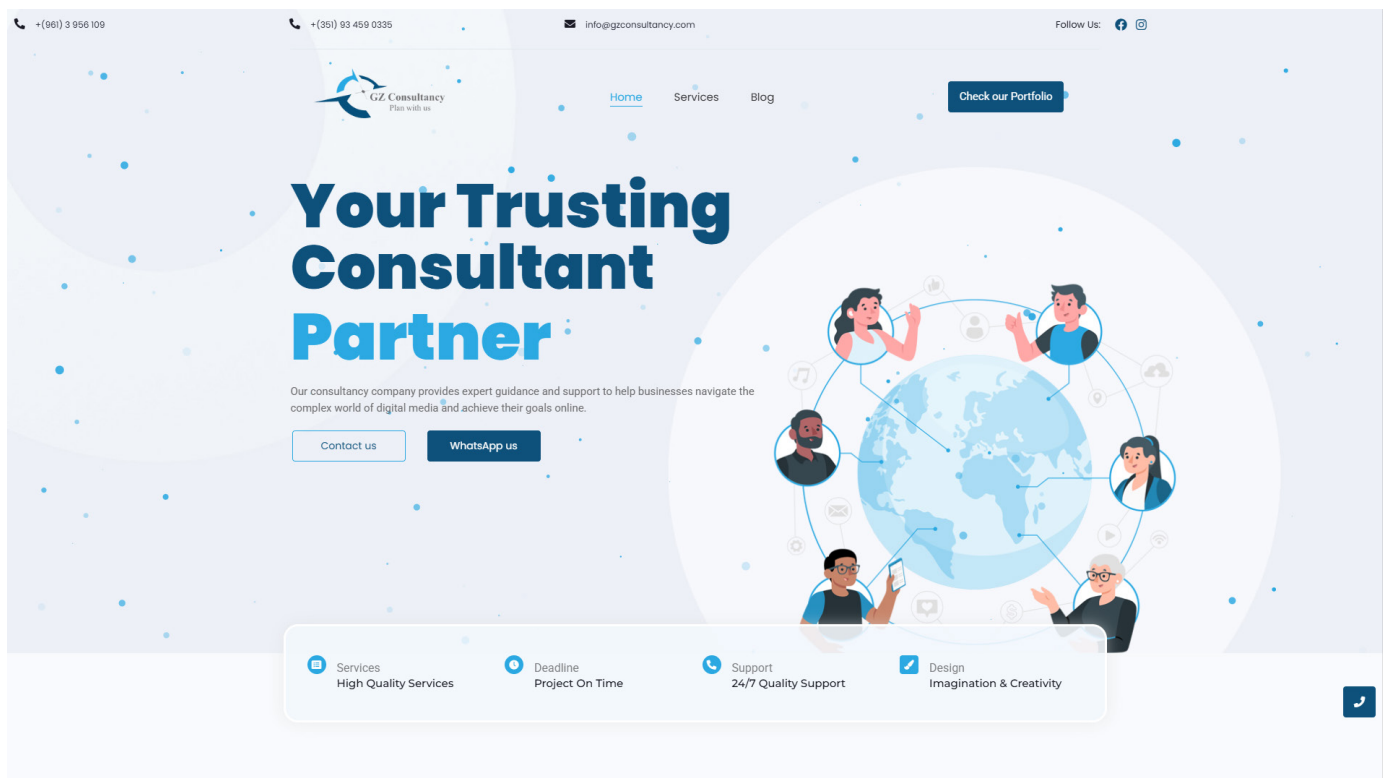 +(961) 3 956 109
+(351) 93 459 0335
info@gzconsultancy.com
Follow Us:
GZ Consultancy
Plan with us
Home
Services
Blog
Check our Portfolio
Your Trusting
Consultant
Partner
Our consultancy company provides expert guidance and support to help businesses navigate the
complex world of digital media and achieve their goals online.
Contact us
WhatsApp us
Services
High Quality Services
Deadline
Project On Time
Support
24/7 Quality Support
Design
Imagination & Creativity